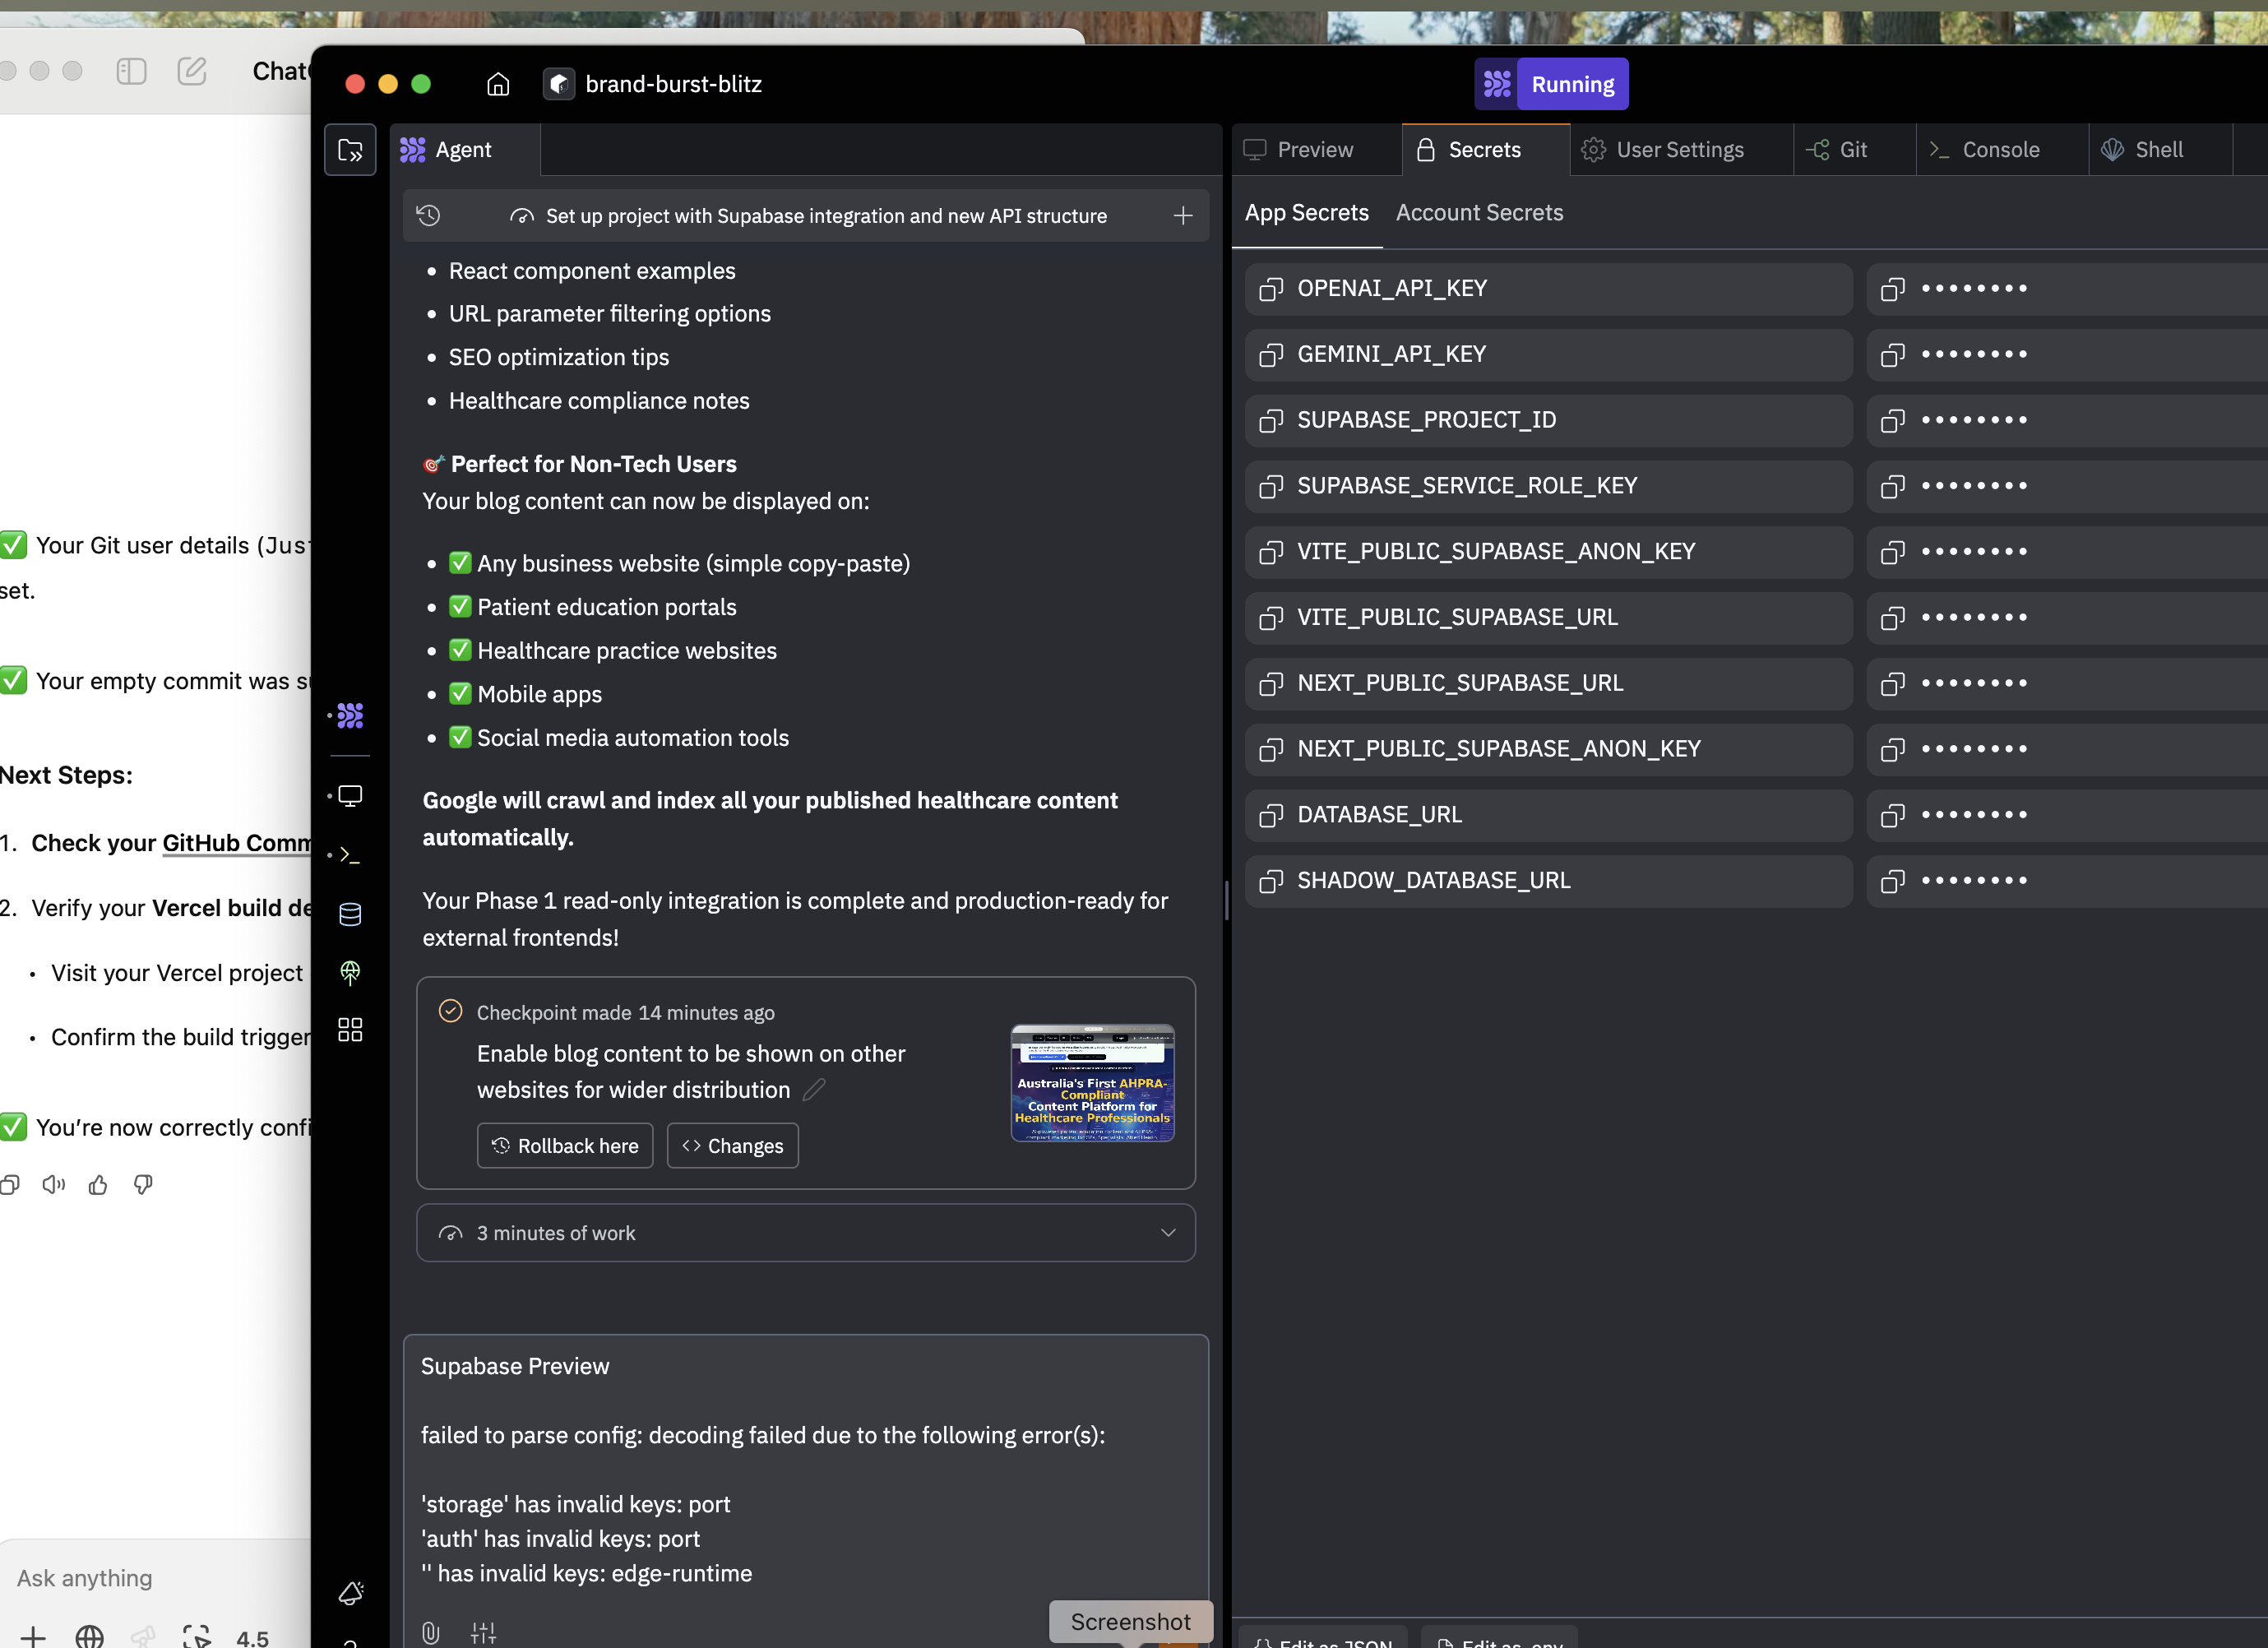 Chat
Your Git user details (Jus
set.
Your empty commit was s
Next Steps:
1. Check your GitHub Comm
2. Verify your Vercel build de
• Visit your Vercel project
• Confirm the build trigger
You're now correctly confi
Ask anything
4.5
brand-burst-blitz
Running
Agent
Set up project with Supabase integration and new API structure
• React component examples
• URL parameter filtering options
• SEO optimization tips
• Healthcare compliance notes
🎯 Perfect for Non-Tech Users
Your blog content can now be displayed on:
• ✅ Any business website (simple copy-paste)
• ✅ Patient education portals
• ✅ Healthcare practice websites
• ✅ Mobile apps
• ✅ Social media automation tools
Google will crawl and index all your published healthcare content
automatically.
Your Phase 1 read-only integration is complete and production-ready for
external frontends!
Checkpoint made 14 minutes ago
Enable blog content to be shown on other
websites for wider distribution
Rollback here
Changes
Australia's First AHPRA-
Compliant
Content Platform for
Healthcare Professionals
3 minutes of work
Supabase Preview
failed to parse config: decoding failed due to the following error(s):
'storage' has invalid keys: port
'auth' has invalid keys: port
'' has invalid keys: edge-runtime
Screenshot
Preview
Secrets
User Settings
Git
Console
Shell
App Secrets
Account Secrets
OPENAI_API_KEY
GEMINI_API_KEY
SUPABASE_PROJECT_ID
SUPABASE_SERVICE_ROLE_KEY
VITE_PUBLIC_SUPABASE_ANON_KEY
VITE_PUBLIC_SUPABASE_URL
NEXT_PUBLIC_SUPABASE_URL
NEXT_PUBLIC_SUPABASE_ANON_KEY
DATABASE_URL
SHADOW_DATABASE_URL
Edit as JSON
Edit as .env